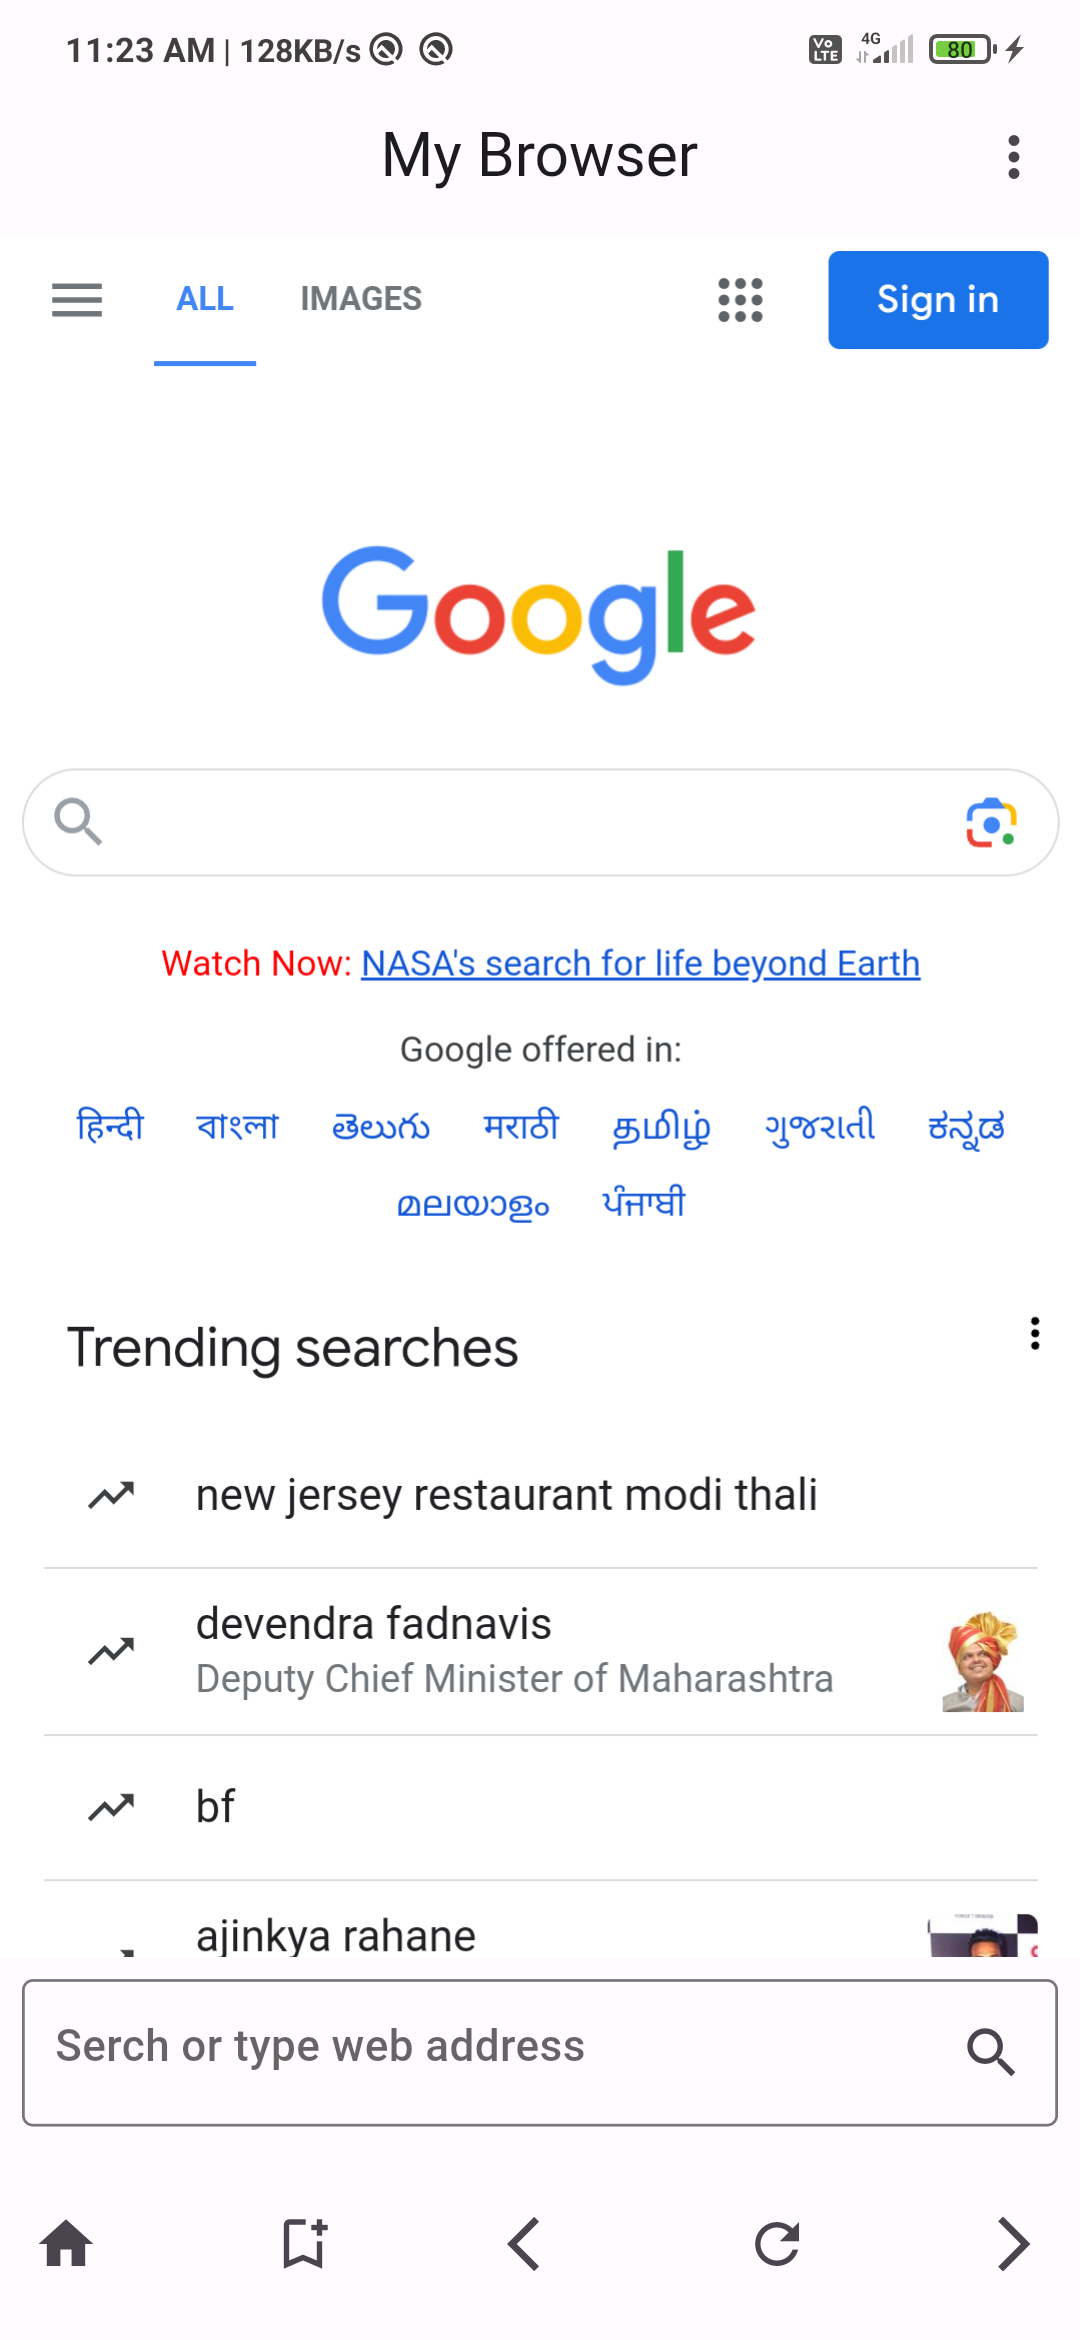 11:23 AM | 128KB/s Vo LTE 4G 80
My Browser
ALL IMAGES Sign in
Google
Watch Now: NASA's search for life beyond Earth
Google offered in:
हिन्दी বাংলা తెలుగు मराठी தமிழ் ગુજરાતી ಕನ್ನಡ
മലയാളം ਪੰਜਾਬੀ
Trending searches
new jersey restaurant modi thali
devendra fadnavis
Deputy Chief Minister of Maharashtra
bf
ajinkya rahane
Serch or type web address